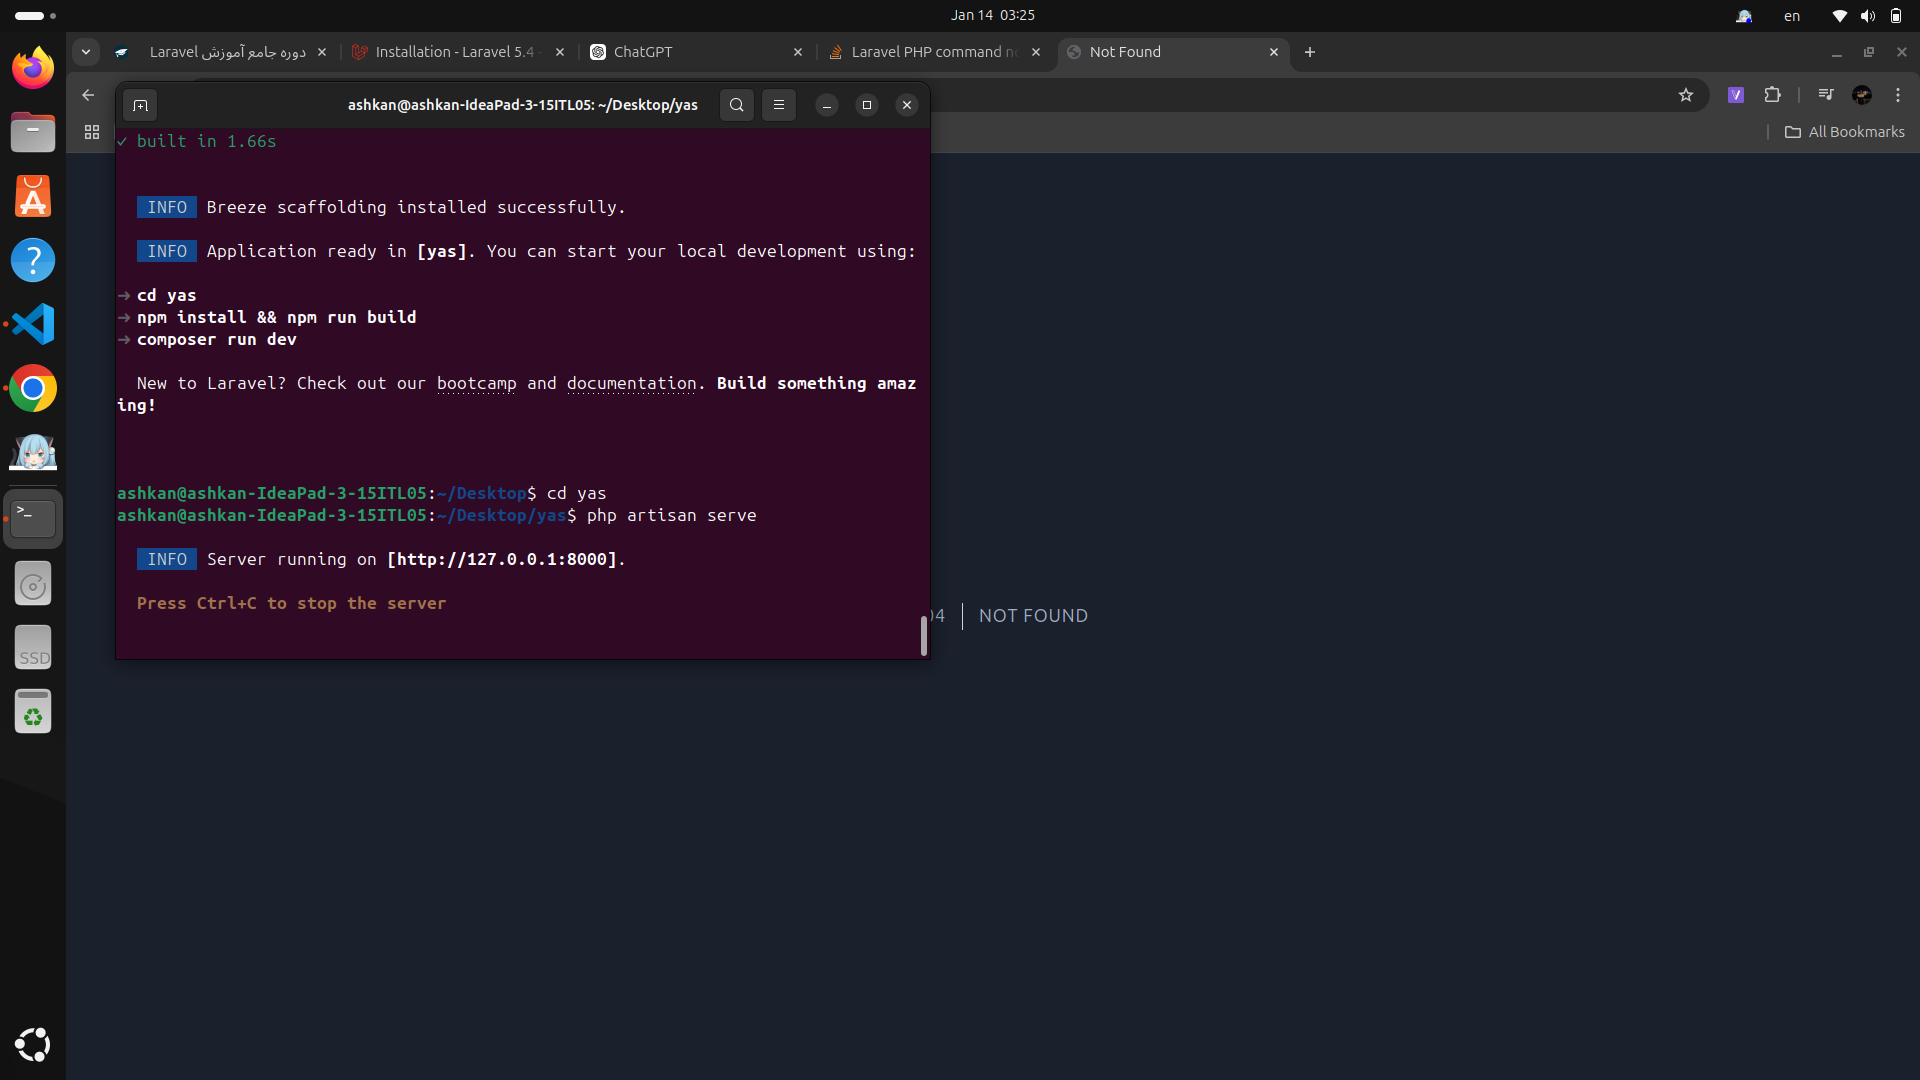 Jan 14 03:25
en
دوره جامع آموزش Laravel
Installation - Laravel 5.4
ChatGPT
Laravel PHP command no
Not Found
ashkan@ashkan-IdeaPad-3-15ITL05: ~/Desktop/yas
All Bookmarks
✓ built in 1.66s
INFO Breeze scaffolding installed successfully.
INFO Application ready in [yas]. You can start your local development using:
➜ cd yas
➜ npm install && npm run build
➜ composer run dev
New to Laravel? Check out our bootcamp and documentation. Build something amaz
ing!
ashkan@ashkan-IdeaPad-3-15ITL05:~/Desktop$ cd yas
ashkan@ashkan-IdeaPad-3-15ITL05:~/Desktop/yas$ php artisan serve
INFO Server running on [http://127.0.0.1:8000].
Press Ctrl+C to stop the server
04 NOT FOUND
SSD